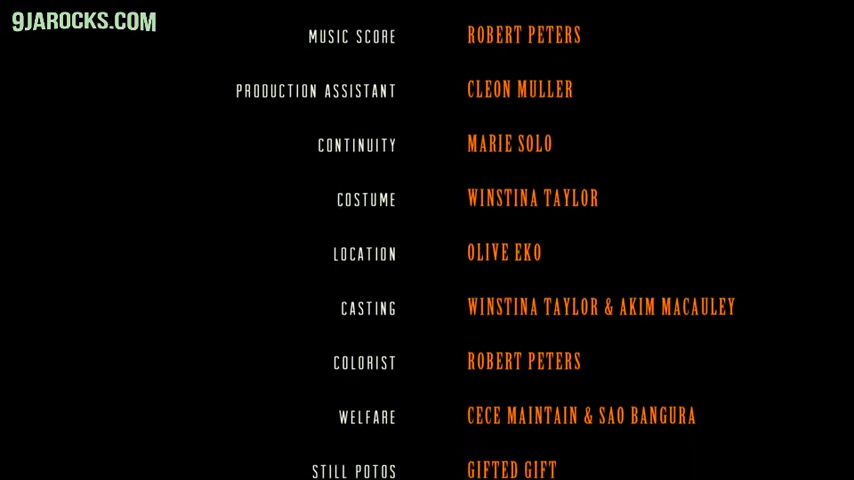 9JAROCKS.COM
MUSIC SCORE ROBERT PETERS
PRODUCTION ASSISTANT CLEON MULLER
CONTINUITY MARIE SOLO
COSTUME WINSTINA TAYLOR
LOCATION OLIVE EKO
CASTING WINSTINA TAYLOR & AKIM MACAULEY
COLORIST ROBERT PETERS
WELFARE CECE MAINTAIN & SAO BANGURA
STILL POTOS GIFTED GIFT